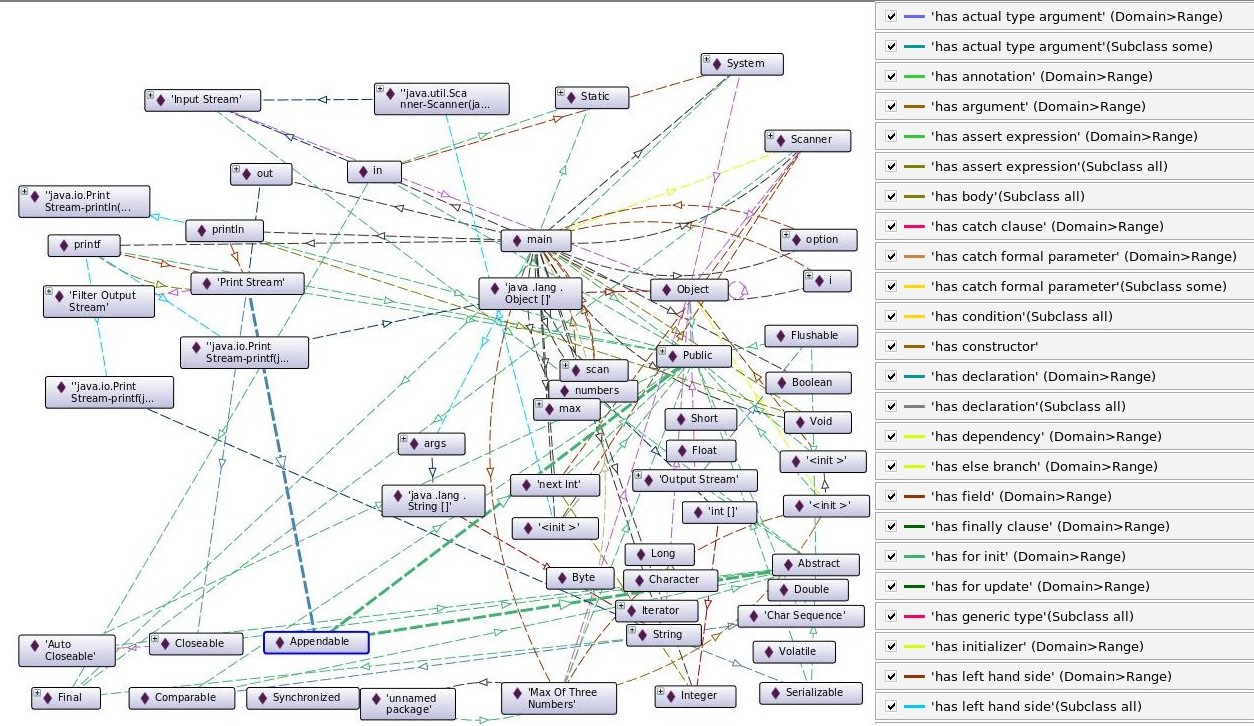 System
'Input Stream'
''java.util.Sca
nner-Scanner(ja...
Static
Scanner
out
in
''java.io.Print
Stream-println(...
println
printf
main
option
'Print Stream'
'java .lang .
Object []'
Object
i
'Filter Output
Stream'
Flushable
''java.io.Print
Stream-printf(j...
Public
scan
Boolean
''java.io.Print
Stream-printf(j...
numbers
max
Short
Void
args
Float
'<init >'
'java .lang .
String []'
'next Int'
'Output Stream'
'int []'
'<init >'
'<init >'
Long
Abstract
Byte
Character
Double
Iterator
'Char Sequence'
String
'Auto
Closeable'
Closeable
Appendable
Volatile
Final
Comparable
Synchronized
'unnamed
package'
'Max Of Three
Numbers'
Integer
Serializable
'has actual type argument' (Domain>Range)
'has actual type argument'(Subclass some)
'has annotation' (Domain>Range)
'has argument' (Domain>Range)
'has assert expression' (Domain>Range)
'has assert expression'(Subclass all)
'has body'(Subclass all)
'has catch clause' (Domain>Range)
'has catch formal parameter' (Domain>Range)
'has catch formal parameter'(Subclass some)
'has condition'(Subclass all)
'has constructor'
'has declaration' (Domain>Range)
'has declaration'(Subclass all)
'has dependency' (Domain>Range)
'has else branch' (Domain>Range)
'has field' (Domain>Range)
'has finally clause' (Domain>Range)
'has for init' (Domain>Range)
'has for update' (Domain>Range)
'has generic type'(Subclass all)
'has initializer' (Domain>Range)
'has left hand side' (Domain>Range)
'has left hand side'(Subclass all)